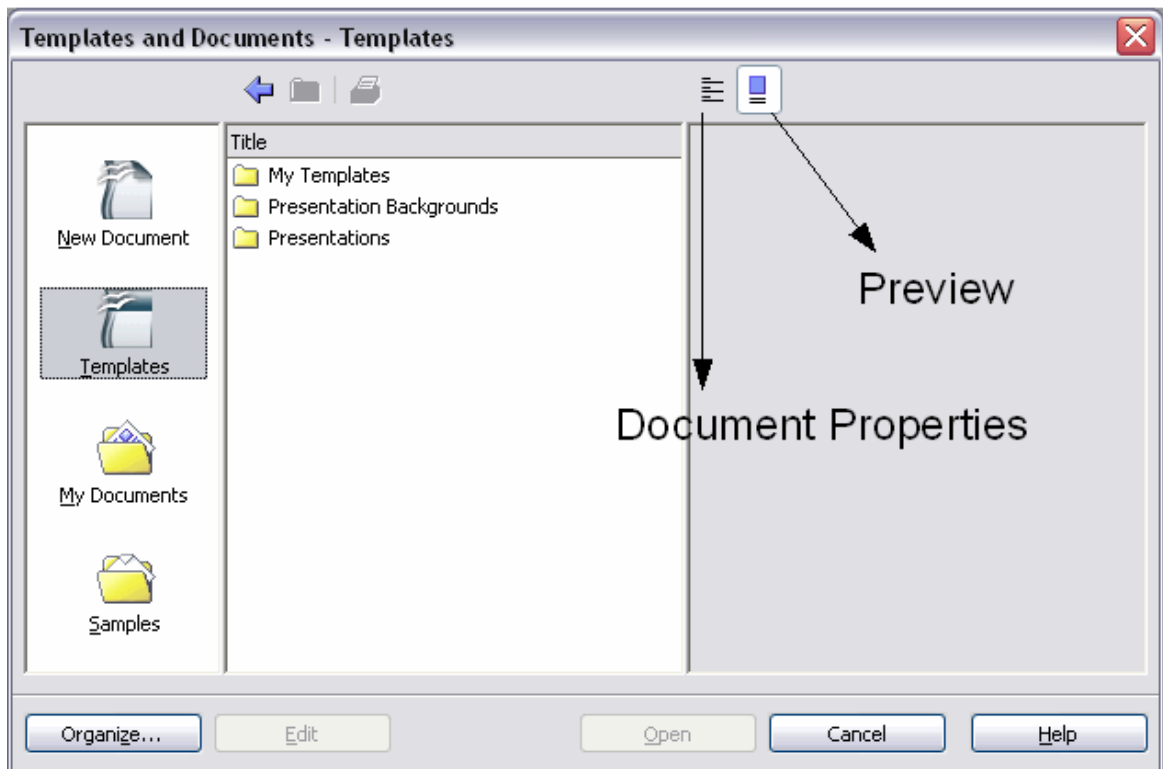 Templates and Documents - Templates
Title
New Document
Templates
My Documents
Samples
My Templates
Presentation Backgrounds
Presentations
Preview
Document Properties
Organize...
Edit
Open
Cancel
Help